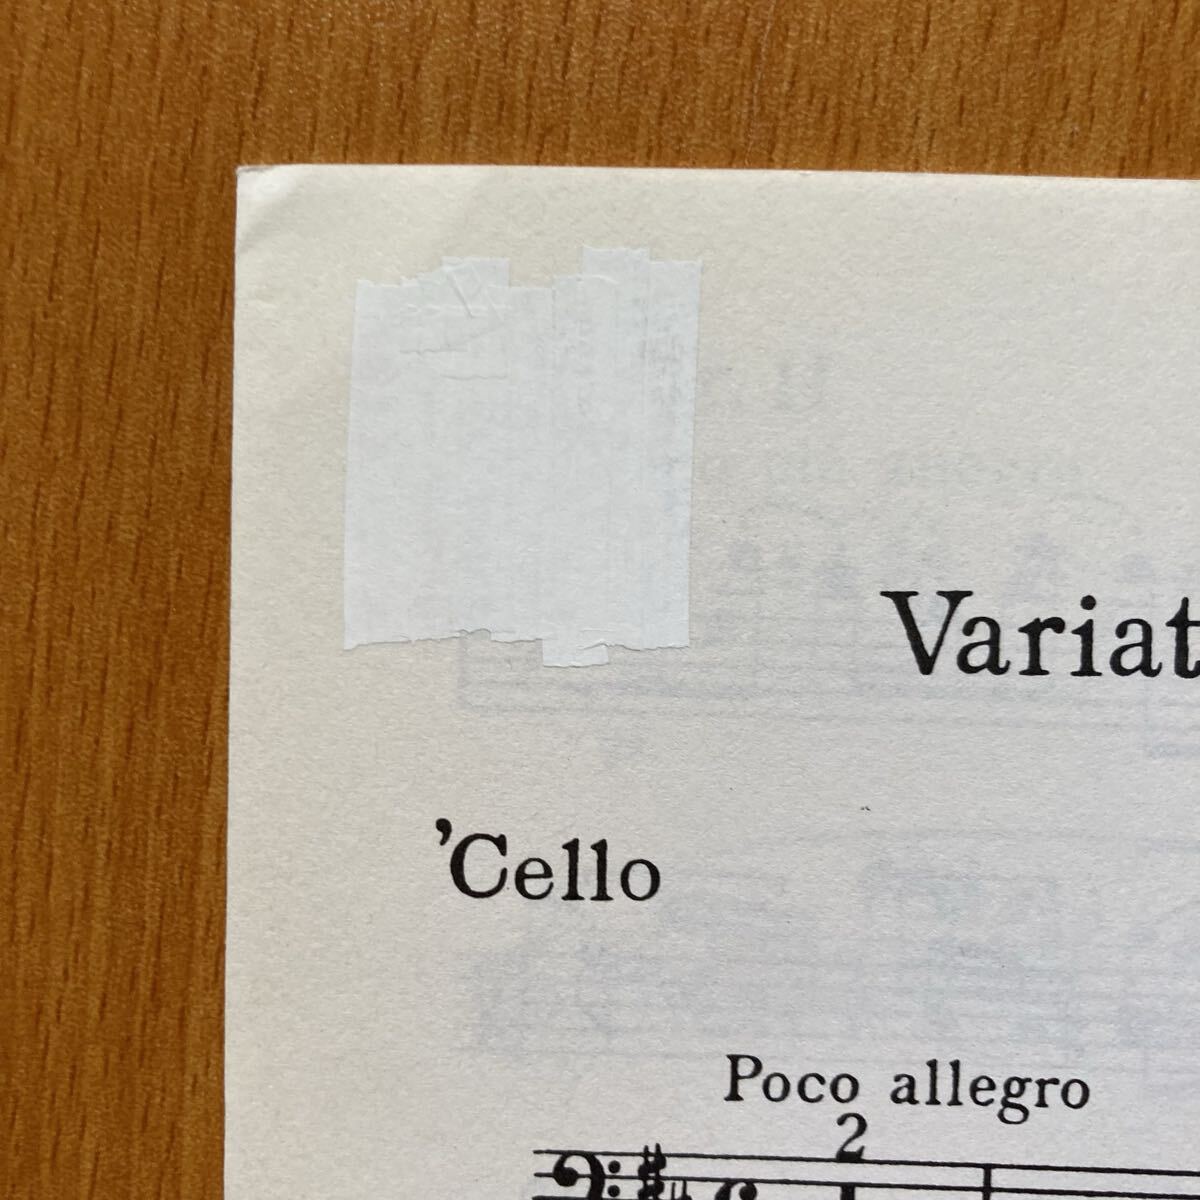 Variat
'Cello
Poco allegro
2